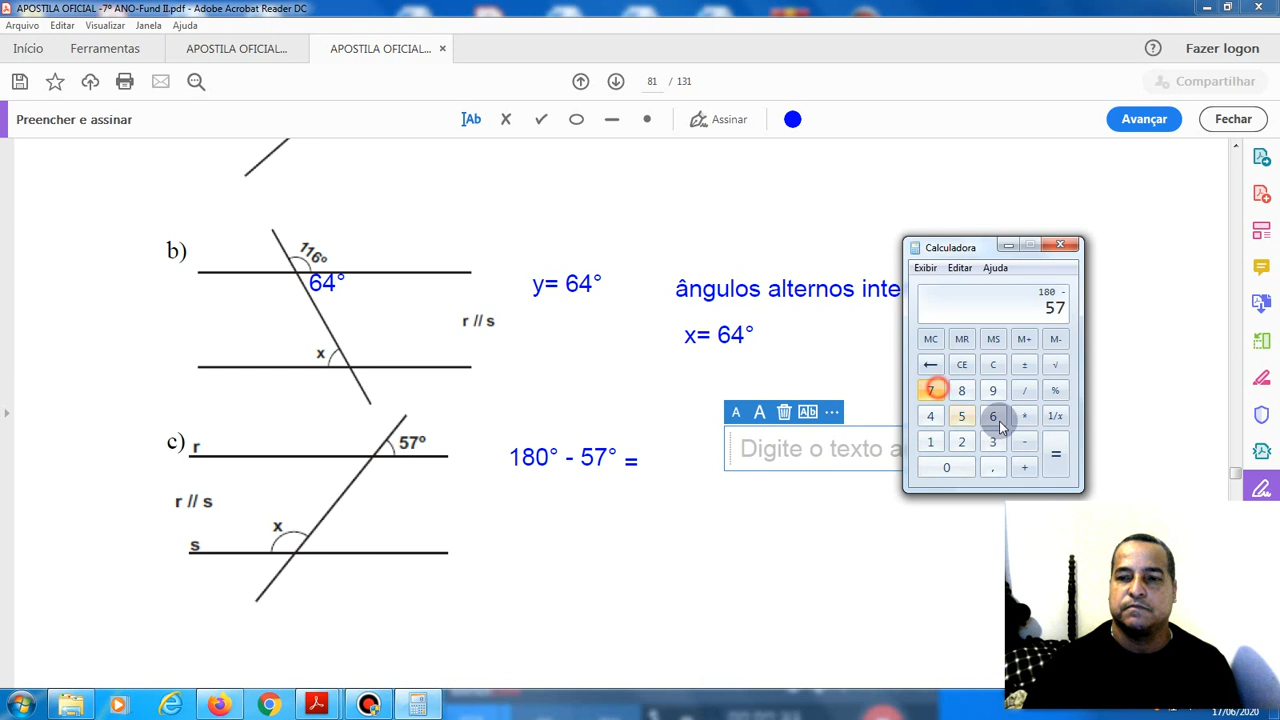 APOSTILA OFICIAL -7º ANO-Fund II.pdf - Adobe Acrobat Reader DC
Arquivo Editar Visualizar Janela Ajuda
Início Ferramentas APOSTILA OFICIAL... APOSTILA OFICIAL... × Fazer logon
81 / 131 Compartilhar
Preencher e assinar IAb Assinar Avançar Fechar
b)
116°
64°
y= 64°
ângulos alternos inte
r // s
x
x= 64°
c)
r
57º
180° - 57° =
A A Ab ...
Digite o texto a
r // s
x
s
Calculadora
Exibir Editar Ajuda
180 -
57
MC MR MS M+ M-
← CE C ± √
7 8 9 / %
4 5 6 * 1/x
1 2 3 - =
0 , +
17/06/2020